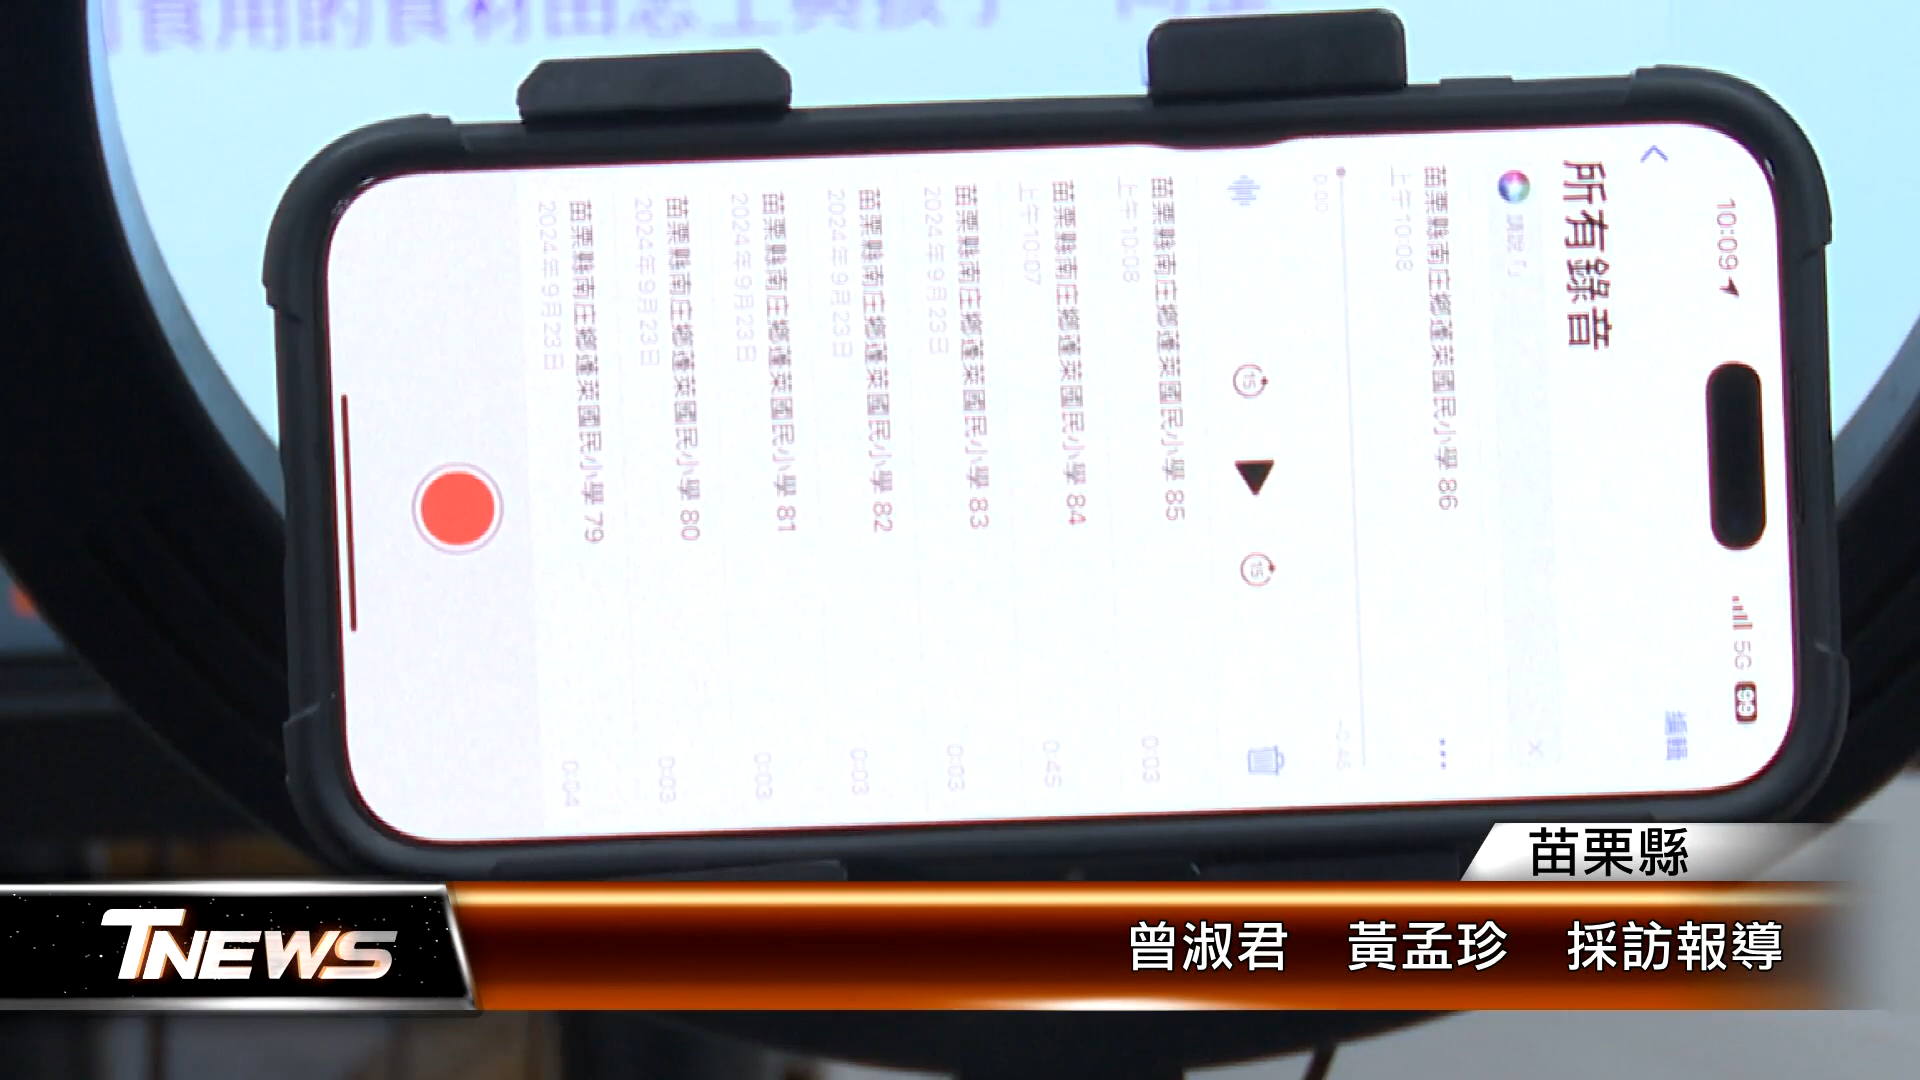 10:09
5G 99
編輯
所有錄音
苗栗縣南庄鄉蓬萊國民小學 86
上午10:08
0:00
-0:46
15
15
苗栗縣南庄鄉蓬萊國民小學 85
上午10:08
0:03
苗栗縣南庄鄉蓬萊國民小學 84
上午10:07
0:45
苗栗縣南庄鄉蓬萊國民小學 83
2024年9月23日
0:03
苗栗縣南庄鄉蓬萊國民小學 82
2024年9月23日
0:03
苗栗縣南庄鄉蓬萊國民小學 81
2024年9月23日
0:03
苗栗縣南庄鄉蓬萊國民小學 80
2024年9月23日
0:03
苗栗縣南庄鄉蓬萊國民小學 79
2024年9月23日
0:04
苗栗縣
TNEWS
曾淑君 黃孟珍 採訪報導